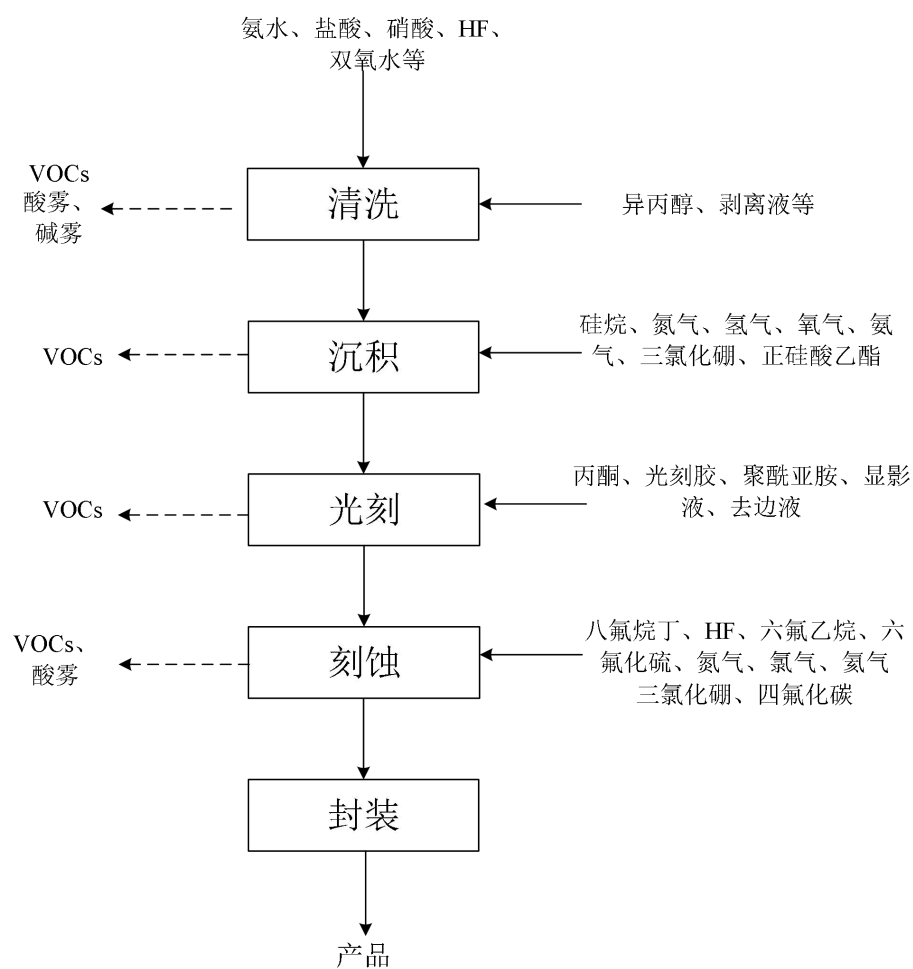 氨水、盐酸、硝酸、HF、
双氧水等
VOCs
酸雾、
碱雾
清洗
异丙醇、剥离液等
VOCs
沉积
硅烷、氮气、氢气、氧气、氨
气、三氯化硼、正硅酸乙酯
VOCs
光刻
丙酮、光刻胶、聚酰亚胺、显影
液、去边液
VOCs、
酸雾
刻蚀
八氟烷丁、HF、六氟乙烷、六
氟化硫、氮气、氯气、氦气
三氯化硼、四氟化碳
封装
产品